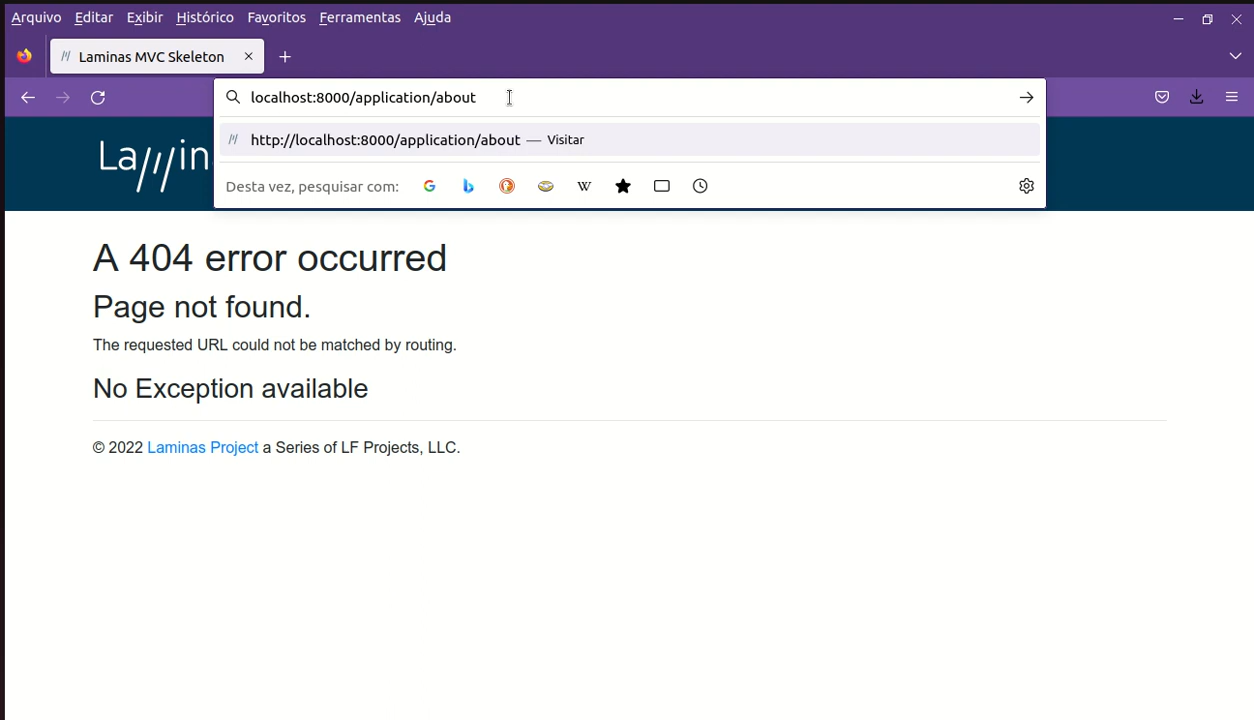 Arquivo Editar Exibir Histórico Favoritos Ferramentas Ajuda
Laminas MVC Skeleton
localhost:8000/application/about
http://localhost:8000/application/about — Visitar
Desta vez, pesquisar com: W
La///in
A 404 error occurred
Page not found.
The requested URL could not be matched by routing.
No Exception available
© 2022 Laminas Project a Series of LF Projects, LLC.